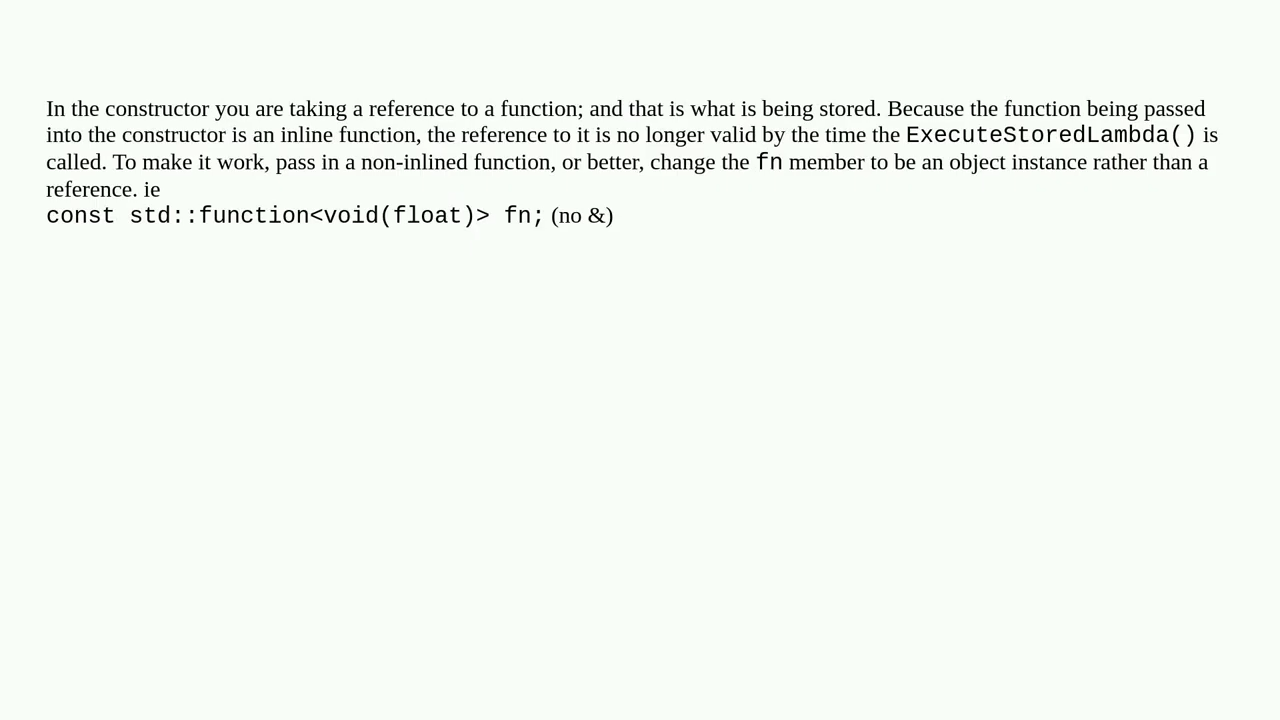 In the constructor you are taking a reference to a function; and that is what is being stored. Because the function being passed
into the constructor is an inline function, the reference to it is no longer valid by the time the ExecuteStoredLambda() is
called. To make it work, pass in a non-inlined function, or better, change the fn member to be an object instance rather than a
reference. ie
const std::function<void(float)> fn; (no &)